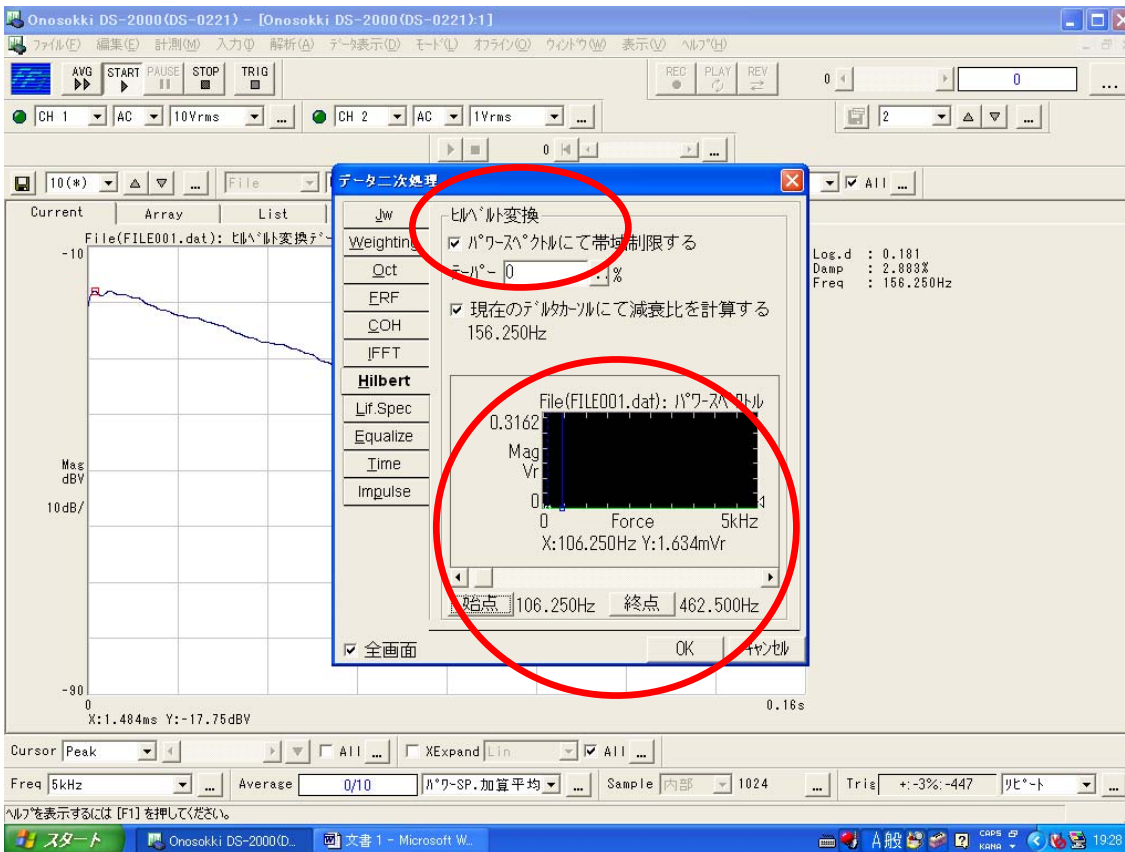 Onosokki DS-2000(DS-0221) - [Onosokki DS-2000(DS-0221):1]
ファイル(F) 編集(E) 計測(M) 入力(I) 解析(A) データ表示(D) モード(L) オフライン(O) ウィンドウ(W) 表示(V) ヘルプ(H)
AVG START PAUSE STOP TRIG REC PLAY REV 0 0 ...
CH 1 AC 10Vrms ... CH 2 AC 1Vrms ... 2 ...
0 ...
10(*) ... File All ...
Current Array List
File(FILE001.dat): ヒルベルト変換デー
-10
Mag
dBV
10dB/
-90
0 0.16s
X:1.484ms Y:-17.75dBV
Log.d : 0.181
Damp : 2.883%
Freq : 156.250Hz
データ二次処理
Jw
Weighting
Oct
FRF
COH
IFFT
Hilbert
Lif.Spec
Equalize
Time
Impulse
ヒルベルト変換
パワースペクトルにて帯域制限する
テーパー 0 .. %
現在のデルタカーソルにて減衰比を計算する
156.250Hz
File(FILE001.dat): パワースペクトル
0.3162
Mag
Vr
0
0 Force 5kHz
X:106.250Hz Y:1.634mVr
始点 106.250Hz 終点 462.500Hz
全画面 OK キャンセル
Cursor Peak All ... XExpand Lin All ...
Freq 5kHz ... Average 0/10 パワーSP.加算平均 ... Sample 内部 1024 ... Trig +:-3%:-447 リピート ...
ヘルプを表示するには [F1] を押してください。
スタート Onosokki DS-2000(D... 文書 1 - Microsoft W... A 般 CAPS KANA 19:28